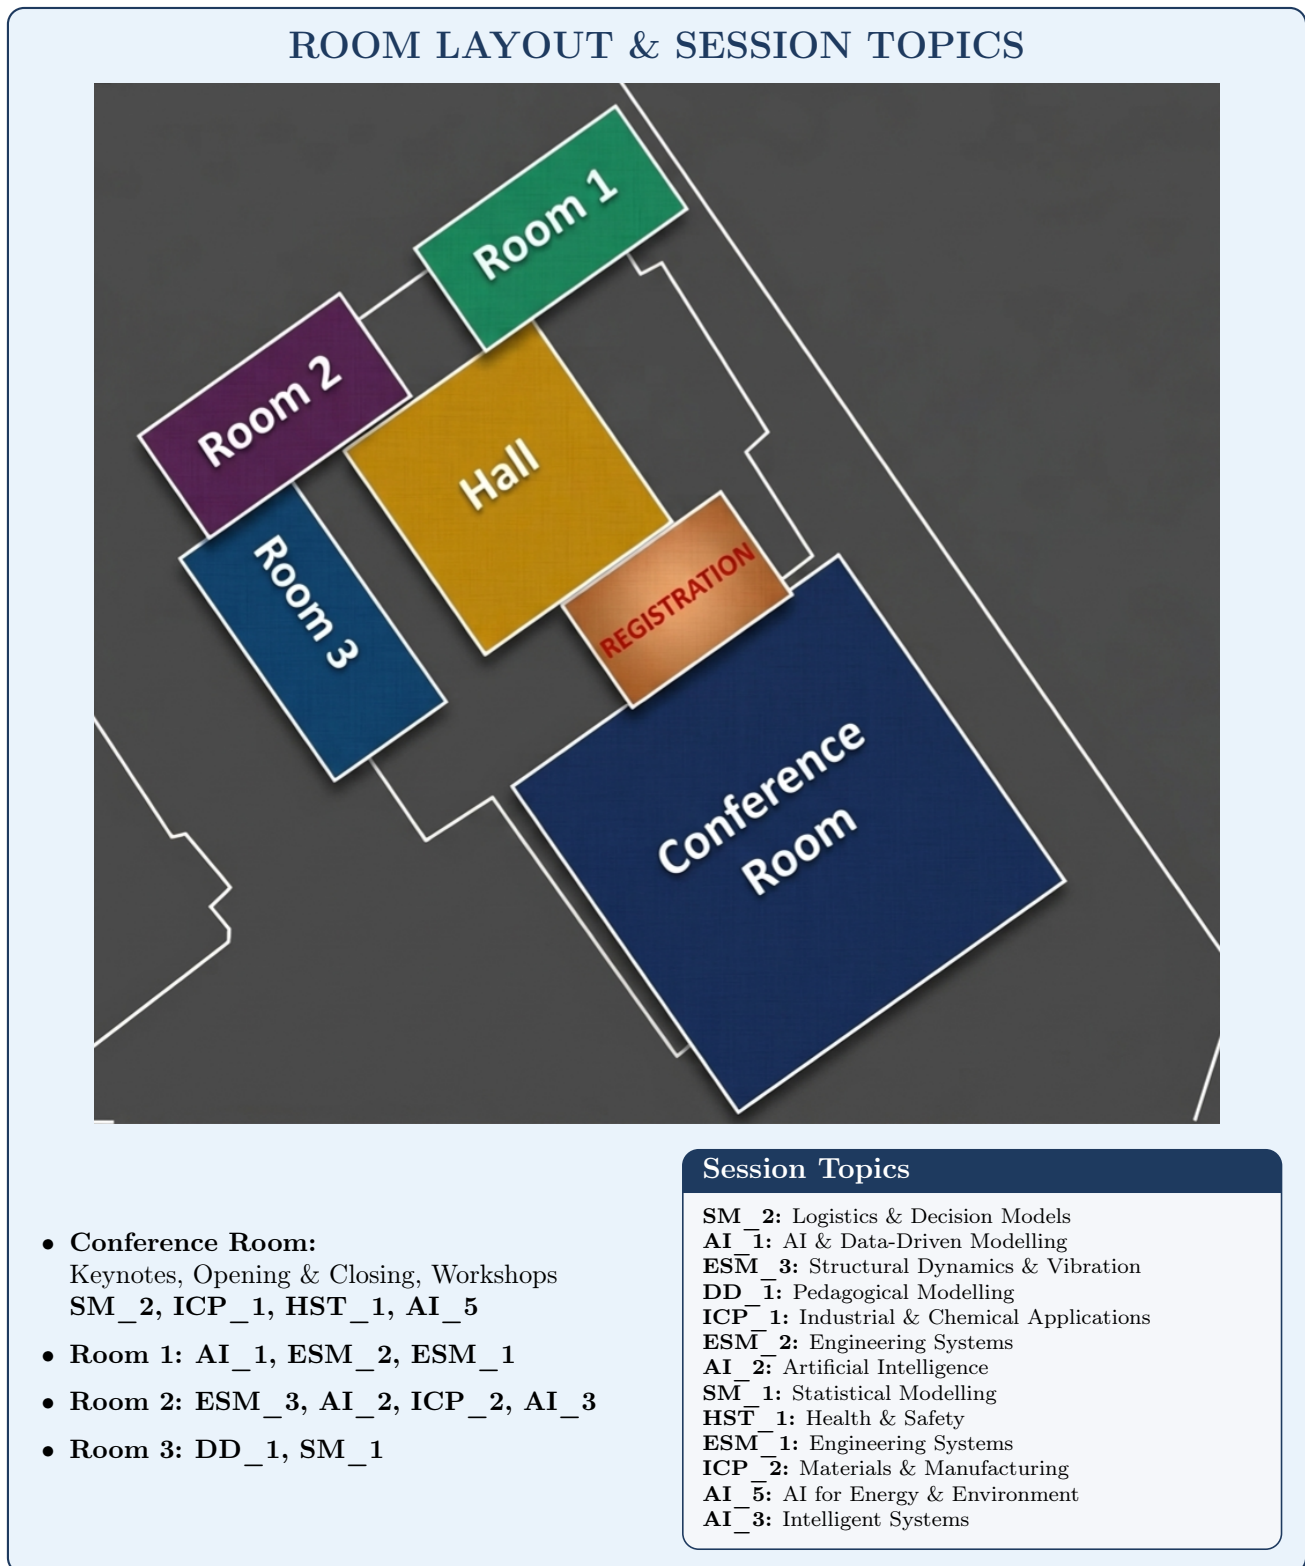 ROOM LAYOUT & SESSION TOPICS
Room 1
Room 2
Hall
Room 3
REGISTRATION
Conference
Room
• Conference Room:
Keynotes, Opening & Closing, Workshops
SM_2, ICP_1, HST_1, AI_5
• Room 1: AI_1, ESM_2, ESM_1
• Room 2: ESM_3, AI_2, ICP_2, AI_3
• Room 3: DD_1, SM_1
Session Topics
SM_2: Logistics & Decision Models
AI_1: AI & Data-Driven Modelling
ESM_3: Structural Dynamics & Vibration
DD_1: Pedagogical Modelling
ICP_1: Industrial & Chemical Applications
ESM_2: Engineering Systems
AI_2: Artificial Intelligence
SM_1: Statistical Modelling
HST_1: Health & Safety
ESM_1: Engineering Systems
ICP_2: Materials & Manufacturing
AI_5: AI for Energy & Environment
AI_3: Intelligent Systems